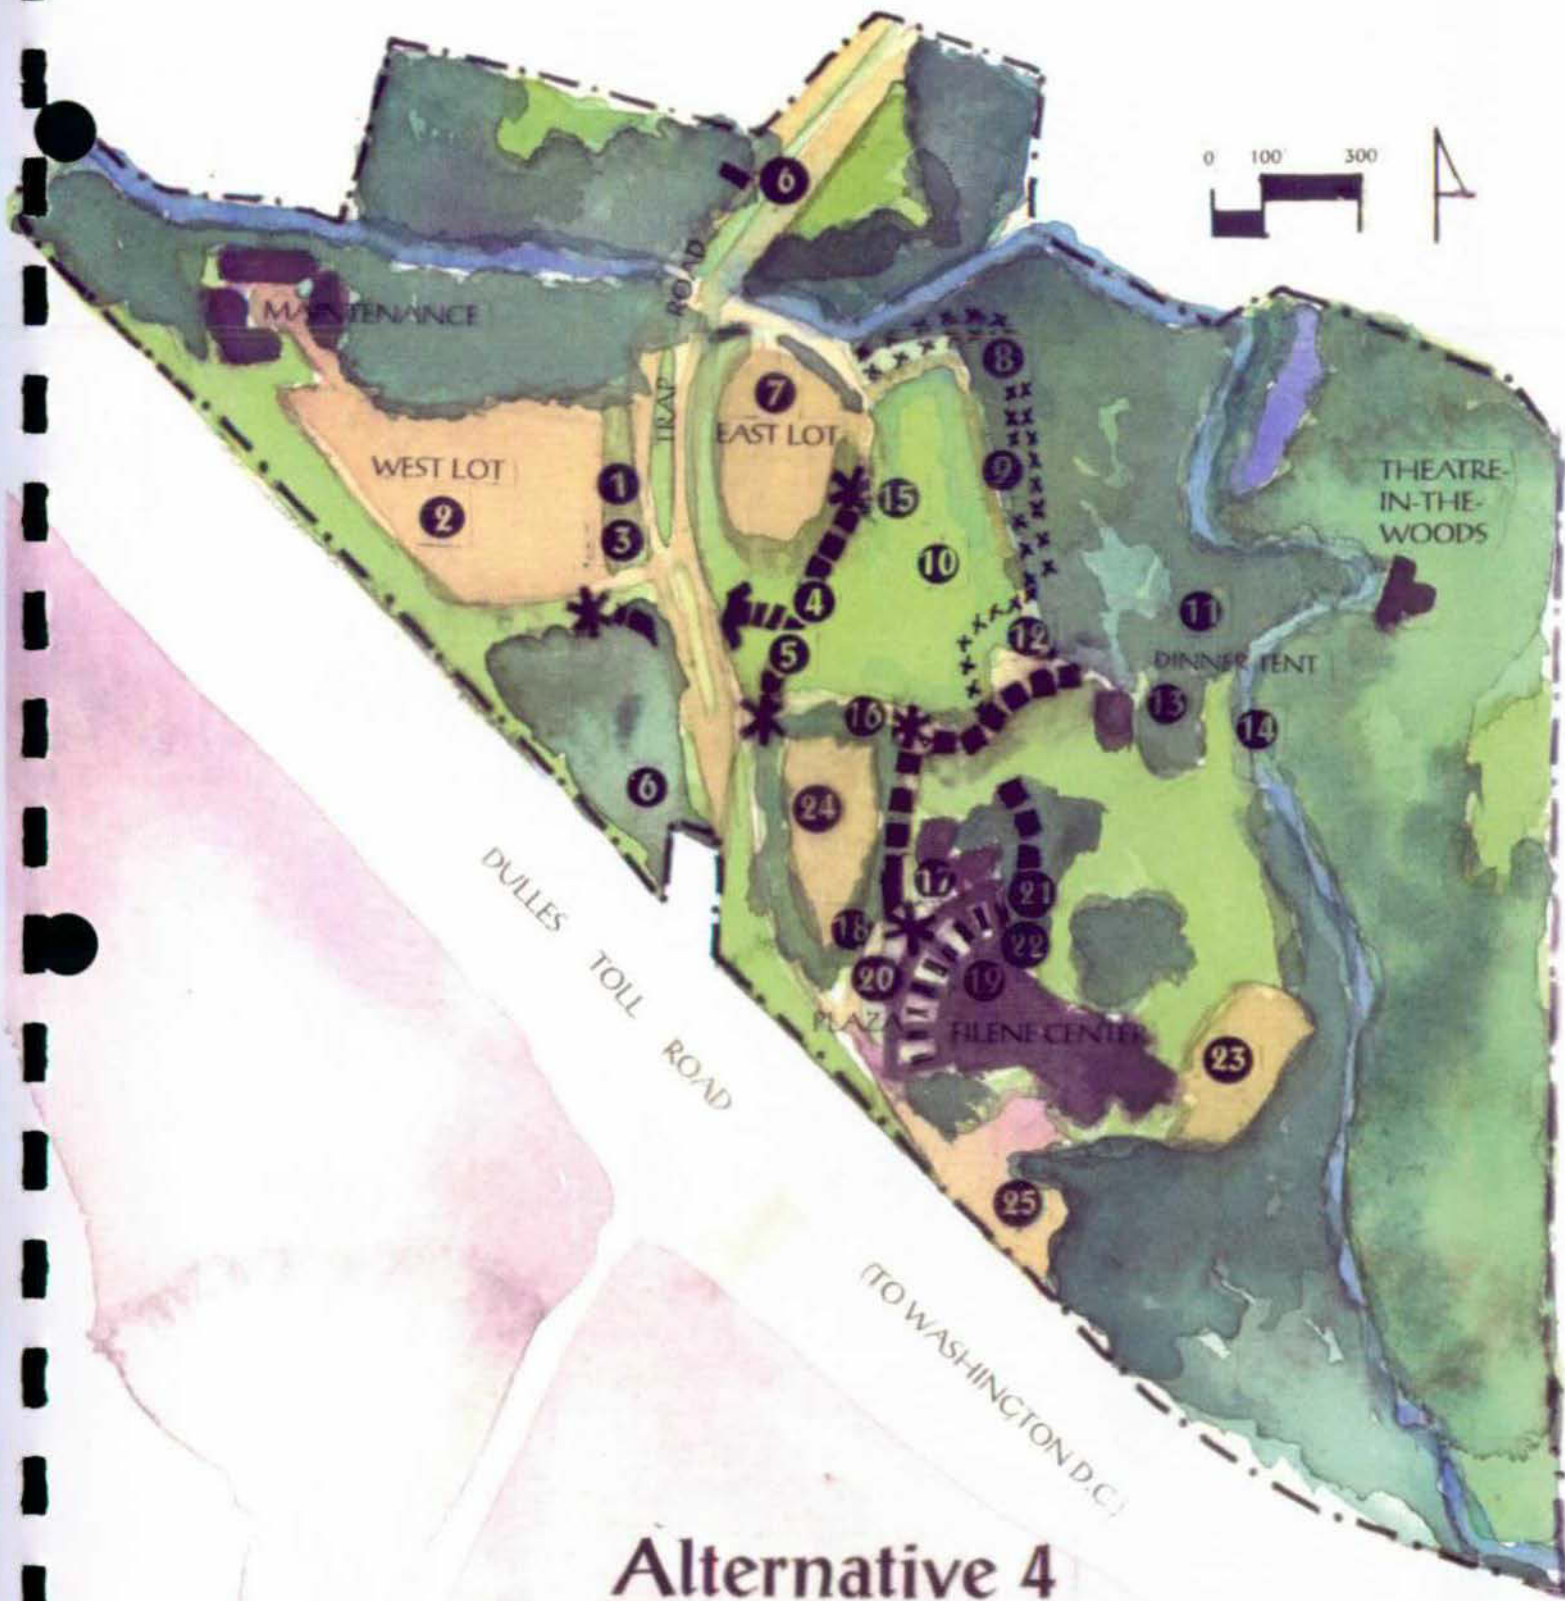 0 100' 300
6
ROAD
MAINTENANCE
8
7
TRAP
EAST LOT
WEST LOT
9
THEATRE-
IN-THE-
WOODS
1
15
2
3
10
4
11
12
5
DINNER TENT
13
16
14
6
24
17
21
18
22
20
19
PLAZA
FILENE CENTER
23
DULLES TOLL ROAD
25
(TO WASHINGTON D.C.)
Alternative 4